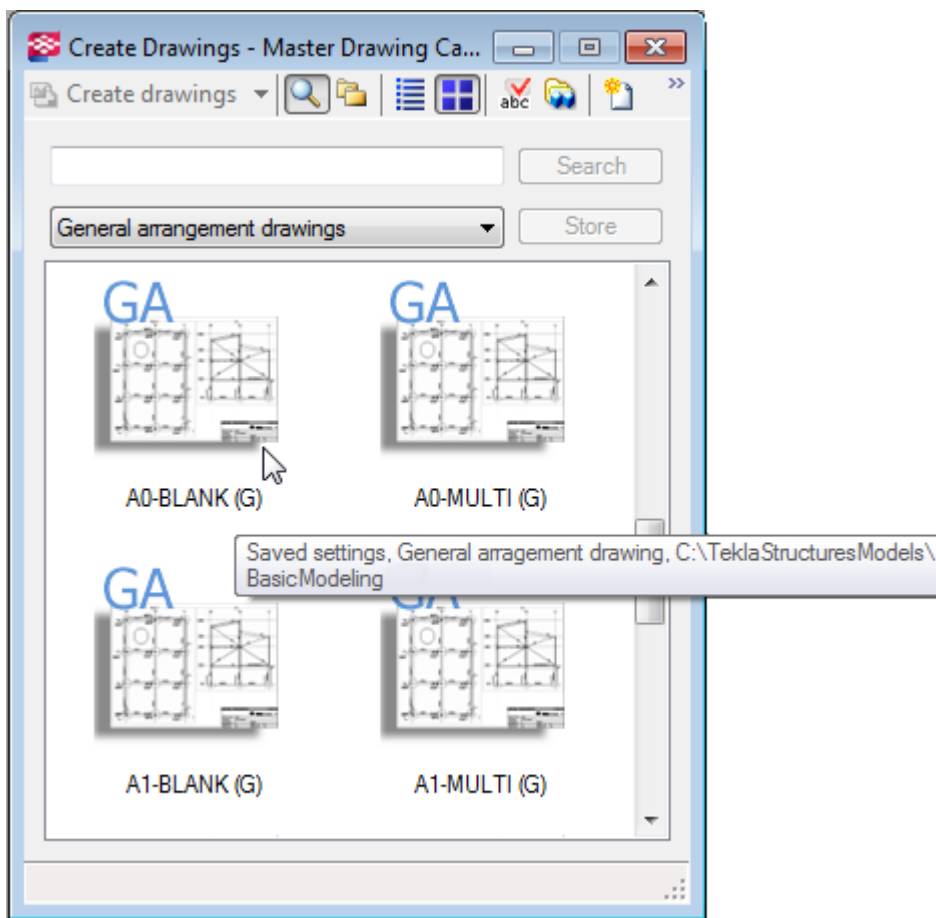 Create Drawings - Master Drawing Ca...
Create drawings
abc
Search
General arrangement drawings
Store
GA
GA
A0-BLANK (G)
A0-MULTI (G)
Saved settings, General arragement drawing, C:\TeklaStructuresModels\
BasicModeling
GA
GA
A1-BLANK (G)
A1-MULTI (G)